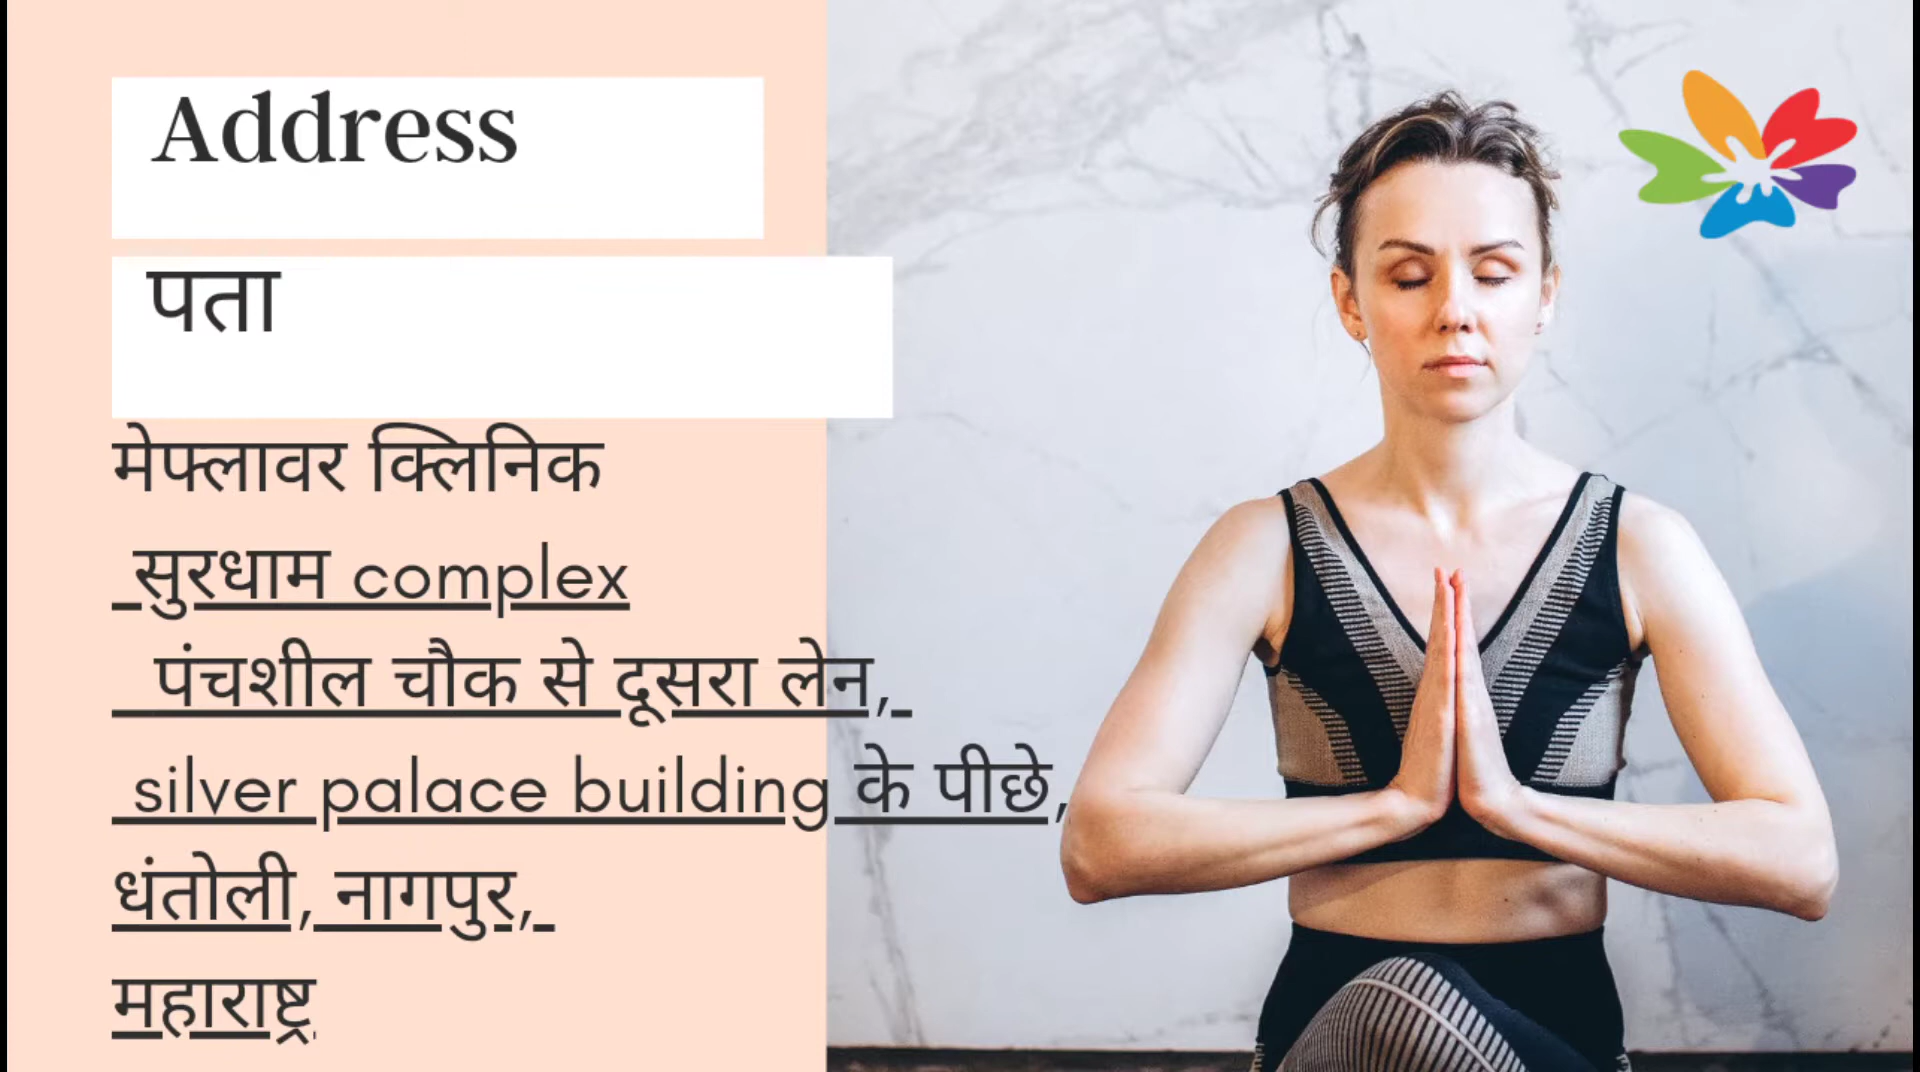 Address
पता
मेफ्लावर क्लिनिक
सुरधाम complex
पंचशील चौक से दूसरा लेन,
silver palace building के पीछे,
धंतोली, नागपुर,
महाराष्ट्र